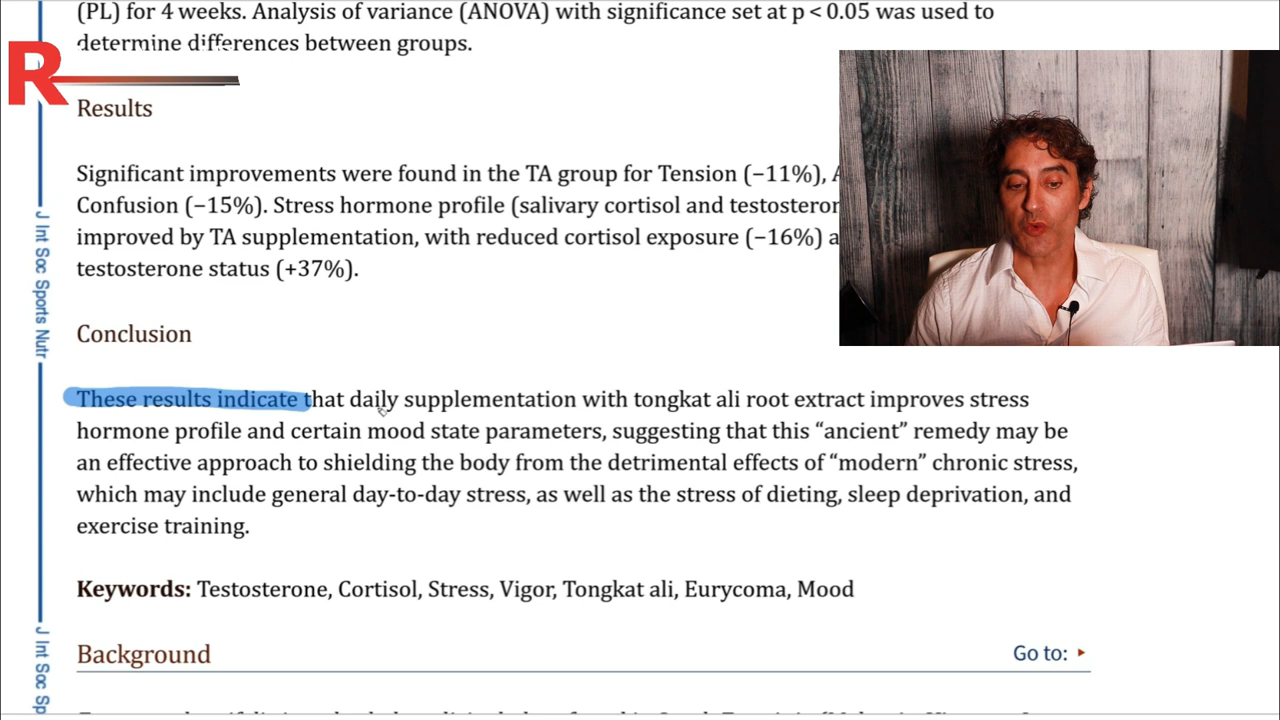 (PL) for 4 weeks. Analysis of variance (ANOVA) with significance set at p < 0.05 was used to
determine differences between groups.
R
Results
Significant improvements were found in the TA group for Tension (−11%),
Confusion (−15%). Stress hormone profile (salivary cortisol and
improved by TA supplementation, with reduced cortisol exposure (−16%)
testosterone status (+37%).
Conclusion
These results indicate that daily supplementation with tongkat ali root extract improves stress
hormone profile and certain mood state parameters, suggesting that this “ancient” remedy may be
an effective approach to shielding the body from the detrimental effects of “modern” chronic stress,
which may include general day-to-day stress, as well as the stress of dieting, sleep deprivation, and
exercise training.
Keywords: Testosterone, Cortisol, Stress, Vigor, Tongkat ali, Eurycoma, Mood
Background
Go to:
J Int Soc Sports Nutr
J Int Soc Sp